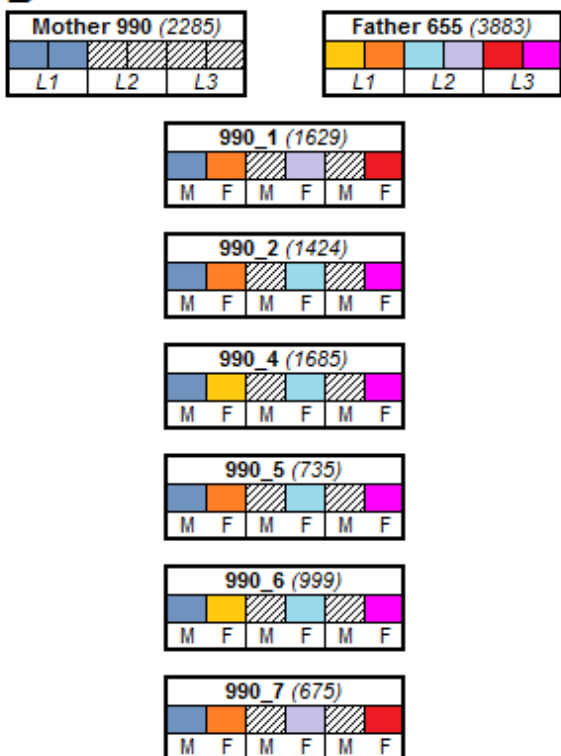 Mother 990 (2285)
Father 655 (3883)
L1 L2 L3
L1 L2 L3
990_1 (1629)
M F M F M F
990_2 (1424)
M F M F M F
990_4 (1685)
M F M F M F
990_5 (735)
M F M F M F
990_6 (999)
M F M F M F
990_7 (675)
M F M F M F